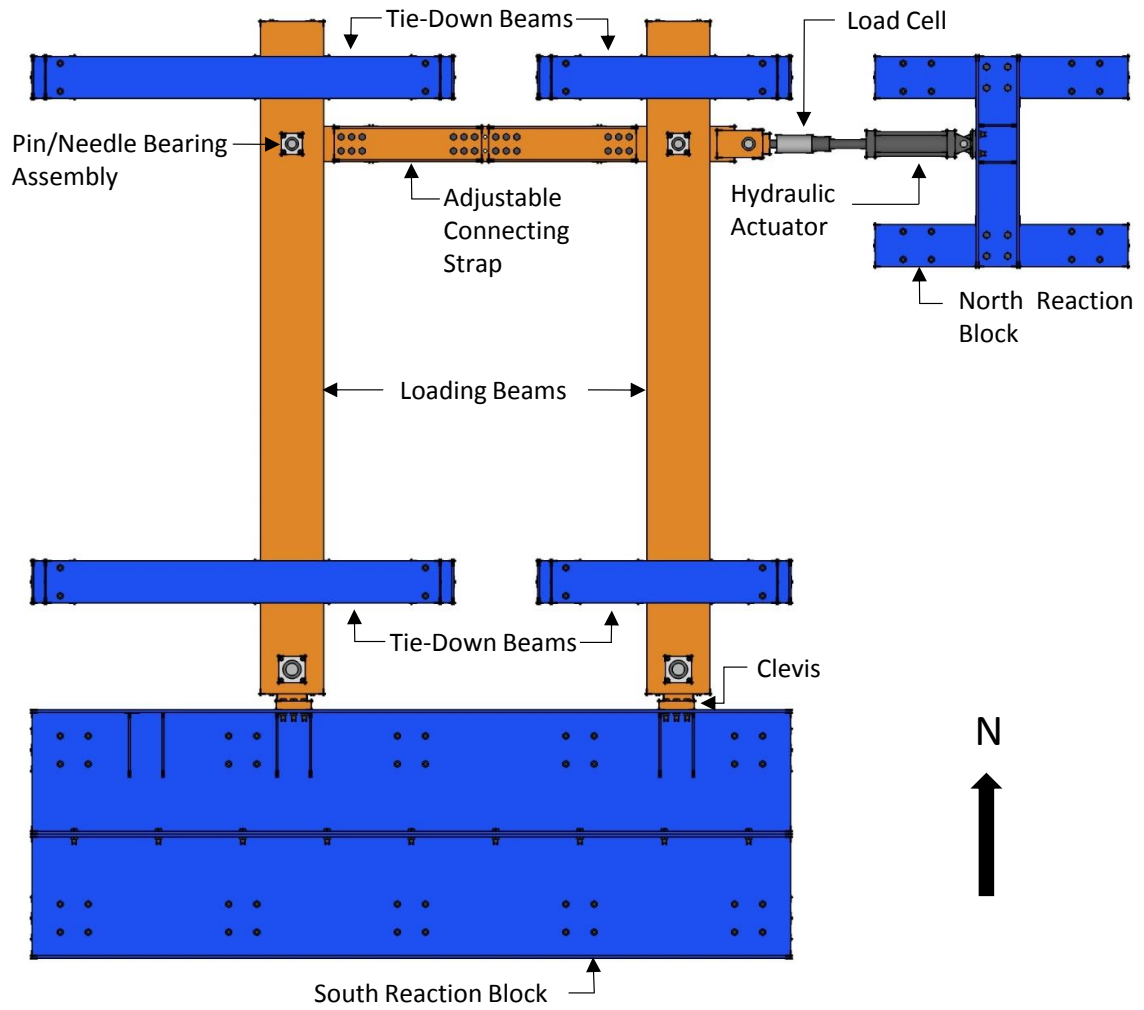 Tie-Down Beams
Load Cell
Pin/Needle Bearing
Assembly
Adjustable
Connecting
Strap
Hydraulic
Actuator
North Reaction
Block
Loading Beams
Tie-Down Beams
Clevis
N
South Reaction Block